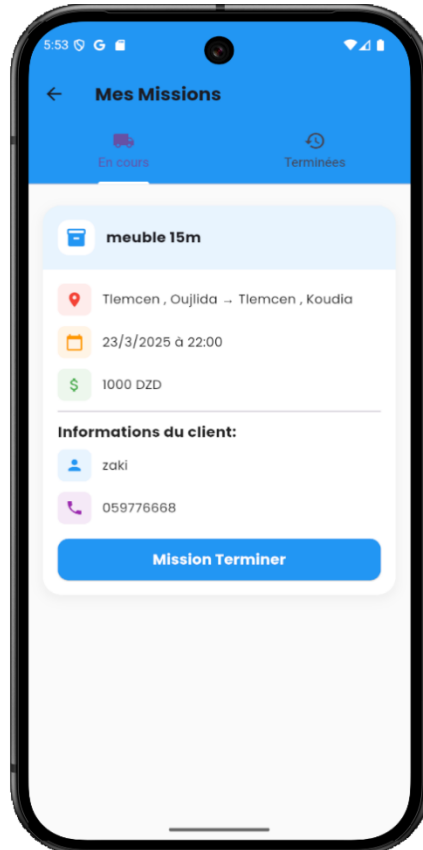 5:53 G
Mes Missions
En cours
Terminées
meuble 15m
Tlemcen , Oujlida → Tlemcen , Koudia
23/3/2025 à 22:00
$ 1000 DZD
Informations du client:
zaki
059776668
Mission Terminer